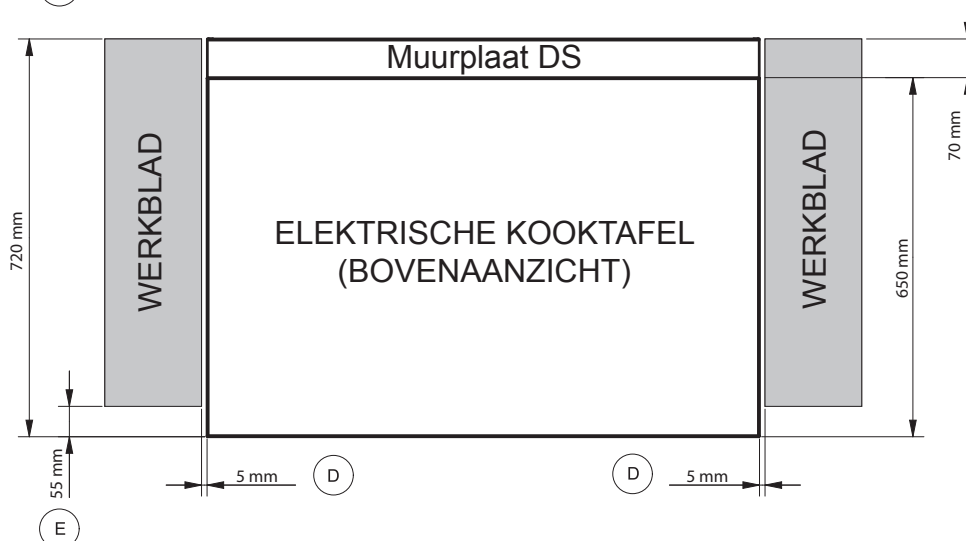 Muurplaat DS
WERKBLAD
ELEKTRISCHE KOOKTAFEL
(BOVENAANZICHT)
WERKBLAD
720 mm
70 mm
650 mm
55 mm
5 mm
D
D
5 mm
E